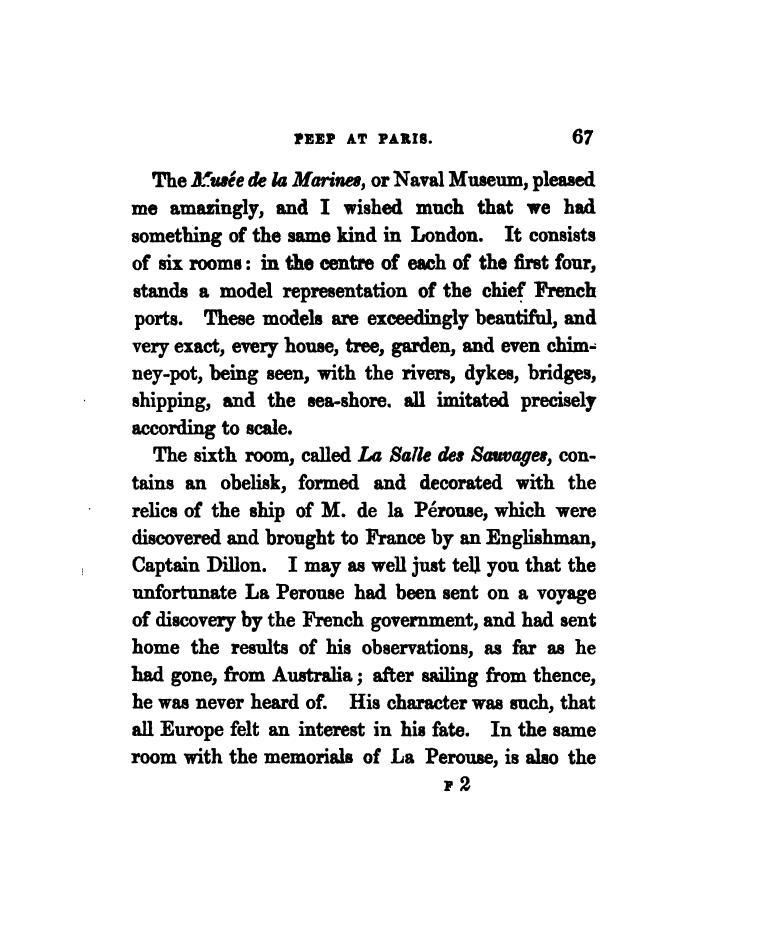 PEEP AT PARIS. 67
The Musée de la Marines, or Naval Museum, pleased
me amazingly, and I wished much that we had
something of the same kind in London. It consists
of six rooms: in the centre of each of the first four,
stands a model representation of the chief French
ports. These models are exceedingly beautiful, and
very exact, every house, tree, garden, and even chim-
ney-pot, being seen, with the rivers, dykes, bridges,
shipping, and the sea-shore. all imitated precisely
according to scale.
The sixth room, called La Salle des Sauvages, con-
tains an obelisk, formed and decorated with the
relics of the ship of M. de la Pérouse, which were
discovered and brought to France by an Englishman,
Captain Dillon. I may as well just tell you that the
unfortunate La Perouse had been sent on a voyage
of discovery by the French government, and had sent
home the results of his observations, as far as he
had gone, from Australia; after sailing from thence,
he was never heard of. His character was such, that
all Europe felt an interest in his fate. In the same
room with the memorials of La Perouse, is also the
F 2